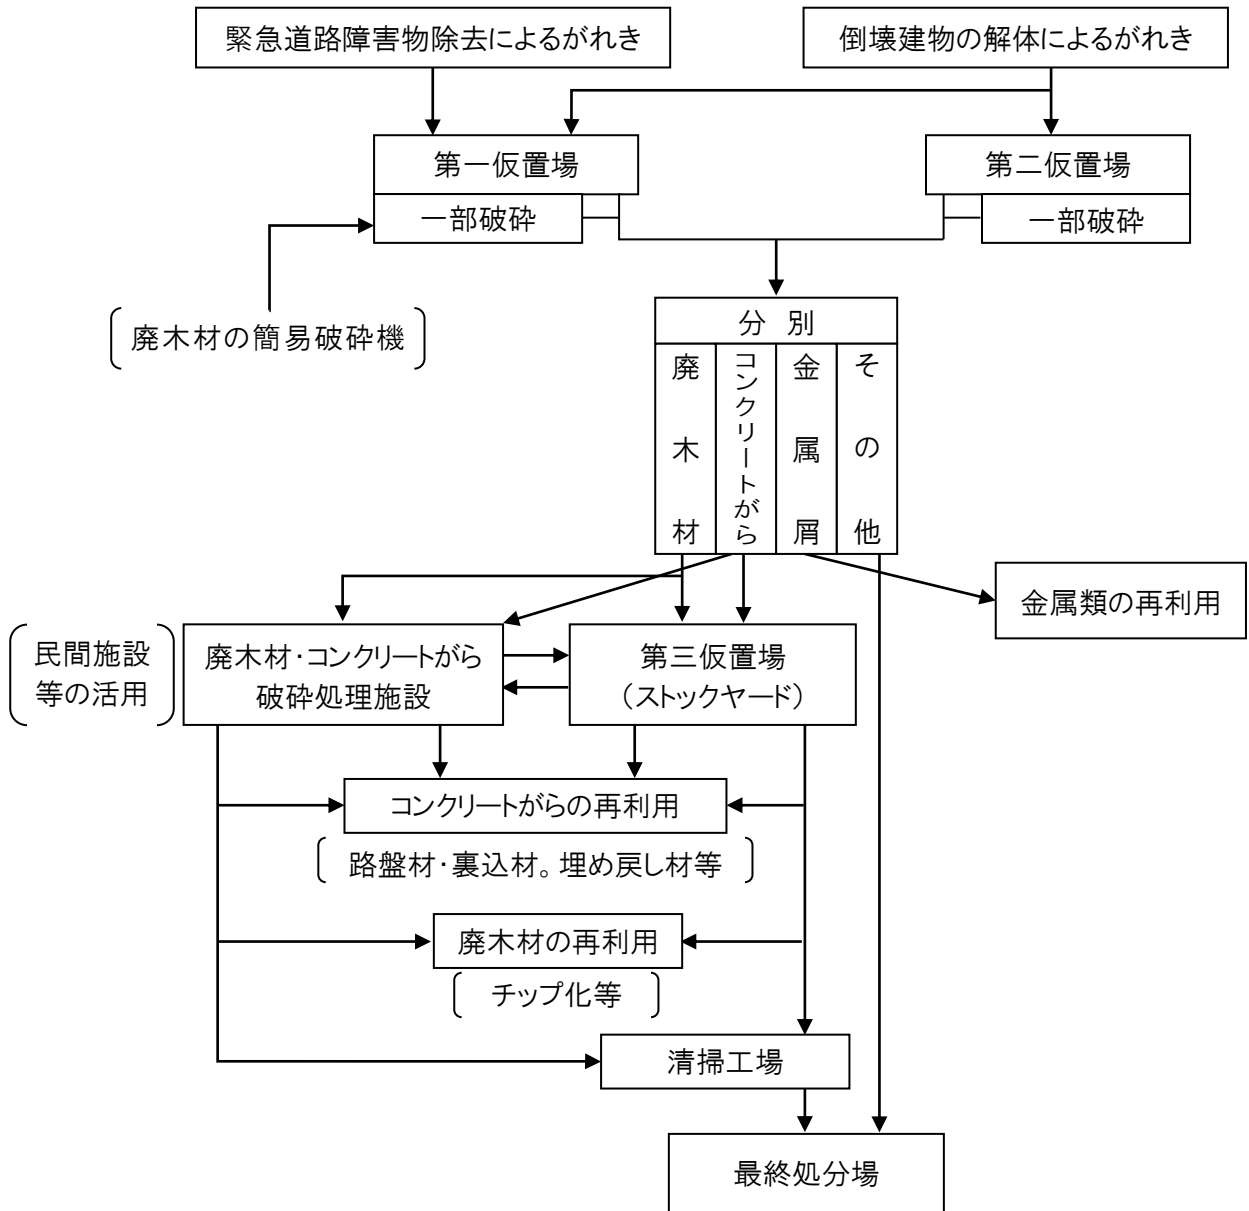 緊急道路障害物除去によるがれき
倒壊建物の解体によるがれき
第一仮置場
第二仮置場
一部破砕
一部破砕
廃木材の簡易破砕機
分 別
廃木材
コンクリートがら
金属屑
その他
金属類の再利用
民間施設
等の活用
廃木材・コンクリートがら
破砕処理施設
第三仮置場
（ストックヤード）
コンクリートがらの再利用
路盤材・裏込材。埋め戻し材等
廃木材の再利用
チップ化等
清掃工場
最終処分場